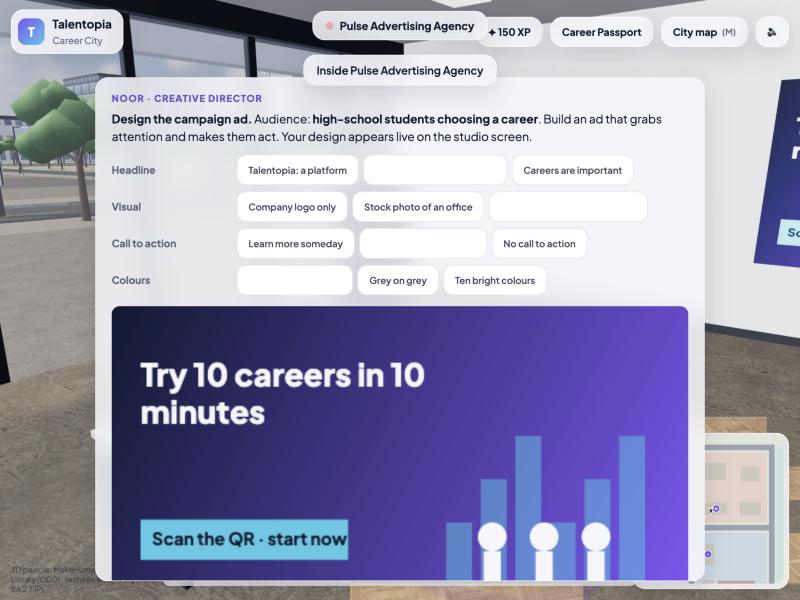 T
Talentopia
Career City
Pulse Advertising Agency
150 XP
Career Passport
City map (M)
Inside Pulse Advertising Agency
NOOR · CREATIVE DIRECTOR
Design the campaign ad. Audience: high-school students choosing a career. Build an ad that grabs
attention and makes them act. Your design appears live on the studio screen.
Headline
Talentopia: a platform
Careers are important
Visual
Company logo only
Stock photo of an office
Call to action
Learn more someday
No call to action
Colours
Grey on grey
Ten bright colours
Try 10 careers in 10
minutes
Scan the QR · start now